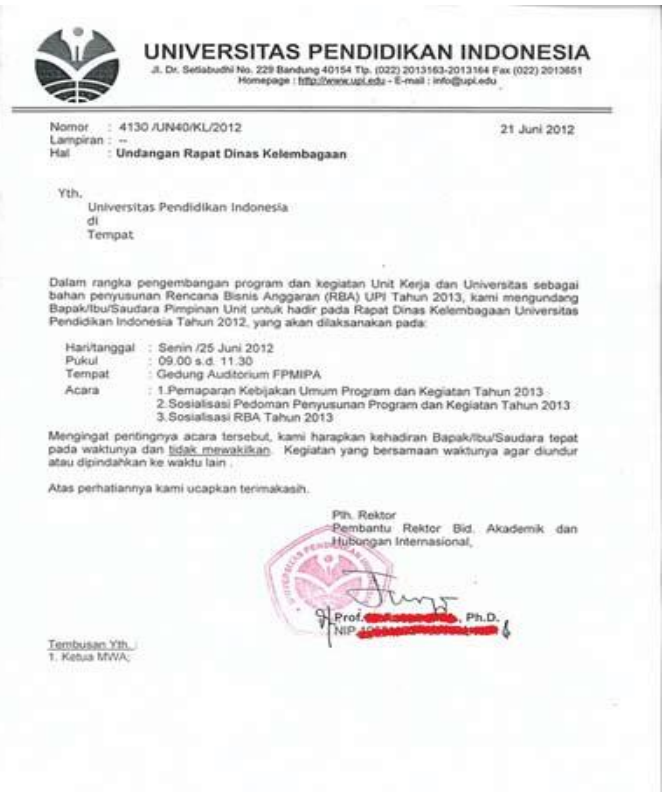 UNIVERSITAS PENDIDIKAN INDONESIA
Jl. Dr. Setiabudhi No. 229 Bandung 40154 Tlp. (022) 2013163-2013164 Fax (022) 2013651
Homepage : http://www.upi.edu - E-mail : info@upi.edu
Nomor : 4130 /UN40/KL/2012 21 Juni 2012
Lampiran : --
Hal : Undangan Rapat Dinas Kelembagaan
Yth.
Universitas Pendidikan Indonesia
di
Tempat
Dalam rangka pengembangan program dan kegiatan Unit Kerja dan Universitas sebagai
bahan penyusunan Rencana Bisnis Anggaran (RBA) UPI Tahun 2013, kami mengundang
Bapak/Ibu/Saudara Pimpinan Unit untuk hadir pada Rapat Dinas Kelembagaan Universitas
Pendidikan Indonesia Tahun 2012, yang akan dilaksanakan pada:
Hari/tanggal : Senin /25 Juni 2012
Pukul : 09.00 s.d. 11.30
Tempat : Gedung Auditorium FPMIPA
Acara : 1.Pemaparan Kebijakan Umum Program dan Kegiatan Tahun 2013
2.Sosialisasi Pedoman Penyusunan Program dan Kegiatan Tahun 2013
3.Sosialisasi RBA Tahun 2013
Mengingat pentingnya acara tersebut, kami harapkan kehadiran Bapak/Ibu/Saudara tepat
pada waktunya dan tidak mewakilkan. Kegiatan yang bersamaan waktunya agar diundur
atau dipindahkan ke waktu lain .
Atas perhatiannya kami ucapkan terimakasih.
Plh. Rektor
Pembantu Rektor Bid. Akademik dan
Hubungan Internasional,
UNIVERSITAS PENDIDIKAN INDONESIA
Prof. , Ph.D.
NIP
Tembusan Yth. :
1. Ketua MWA;